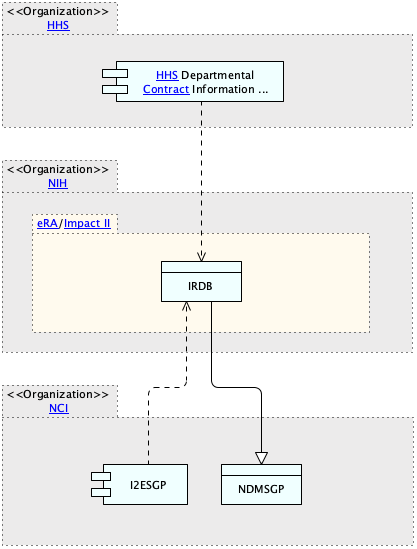 <<Organization>>
HHS
HHS Departmental
Contract Information ...
<<Organization>>
NIH
eRA/Impact II
IRDB
<<Organization>>
NCI
I2ESGP
NDMSGP